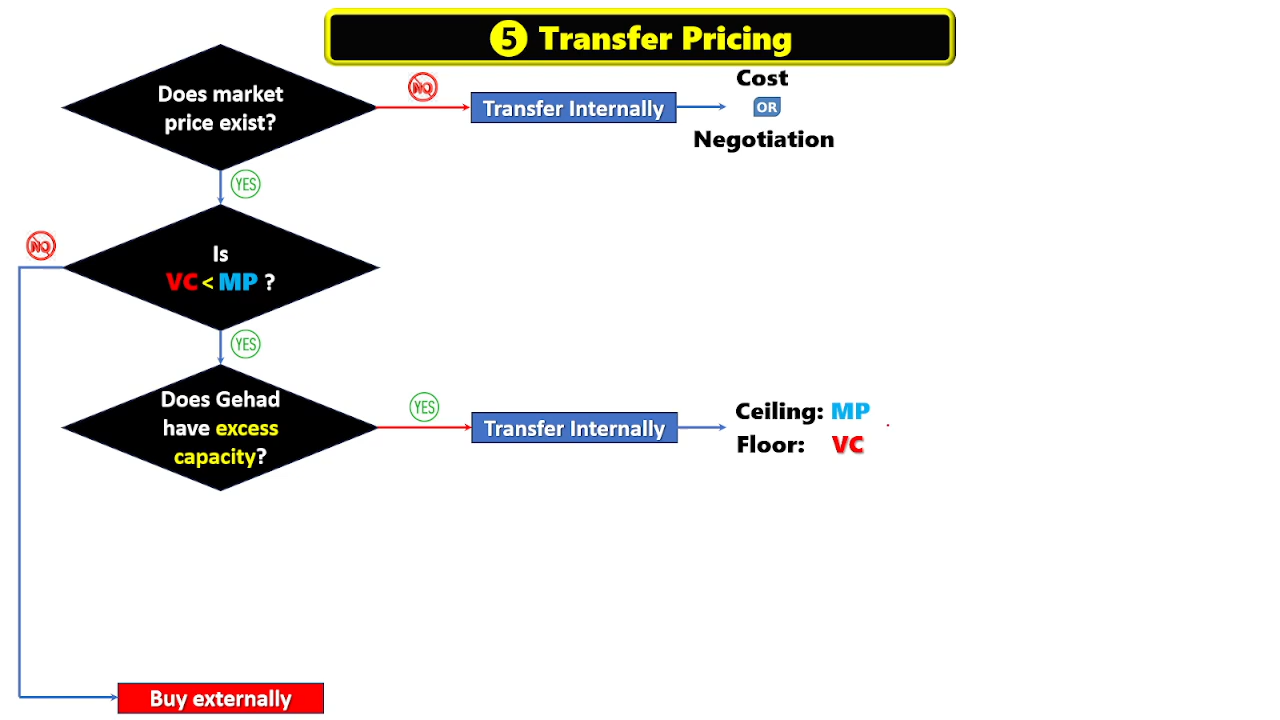 5 Transfer Pricing
Does market
price exist?
NO
Transfer Internally
Cost
OR
Negotiation
YES
NO
Is
VC < MP ?
YES
Does Gehad
have excess
capacity?
YES
Transfer Internally
Ceiling: MP
Floor: VC
Buy externally